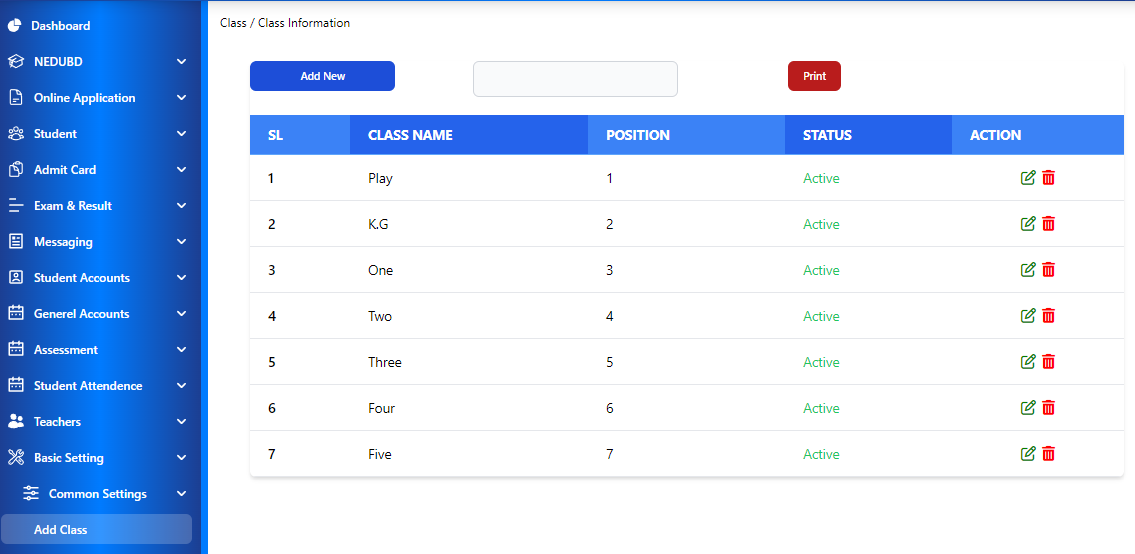 Dashboard
NEDUBD
Online Application
Student
Admit Card
Exam & Result
Messaging
Student Accounts
Generel Accounts
Assessment
Student Attendence
Teachers
Basic Setting
Common Settings
Add Class
Class / Class Information
Add New Print
SL CLASS NAME POSITION STATUS ACTION
1 Play 1 Active
2 K.G 2 Active
3 One 3 Active
4 Two 4 Active
5 Three 5 Active
6 Four 6 Active
7 Five 7 Active